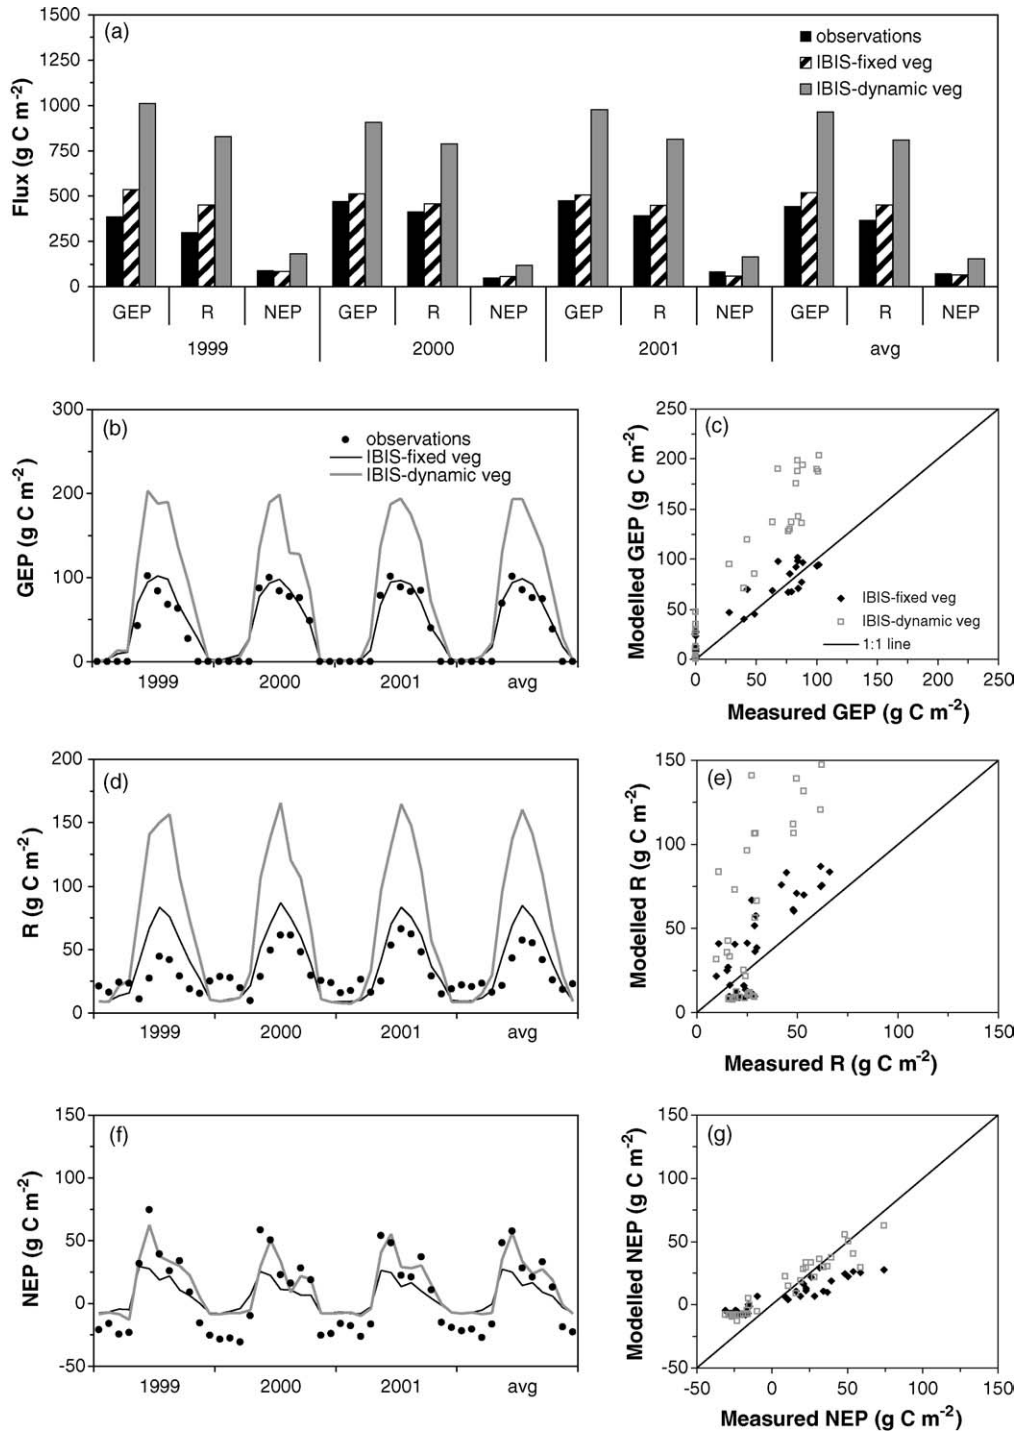 (a)
1500
1250
1000
750
500
250
0
Flux (g C m-2)
observations
IBIS-fixed veg
IBIS-dynamic veg
GEP R NEP GEP R NEP GEP R NEP GEP R NEP
1999 2000 2001 avg
(b)
300
200
100
0
GEP (g C m-2)
observations
IBIS-fixed veg
IBIS-dynamic veg
1999 2000 2001 avg
(c)
250
200
150
100
50
0
Modelled GEP (g C m-2)
IBIS-fixed veg
IBIS-dynamic veg
1:1 line
0 50 100 150 200 250
Measured GEP (g C m-2)
(d)
200
150
100
50
0
R (g C m-2)
1999 2000 2001 avg
(e)
150
100
50
0
Modelled R (g C m-2)
0 50 100 150
Measured R (g C m-2)
(f)
150
100
50
0
-50
NEP (g C m-2)
1999 2000 2001 avg
(g)
150
100
50
0
-50
Modelled NEP (g C m-2)
-50 0 50 100 150
Measured NEP (g C m-2)